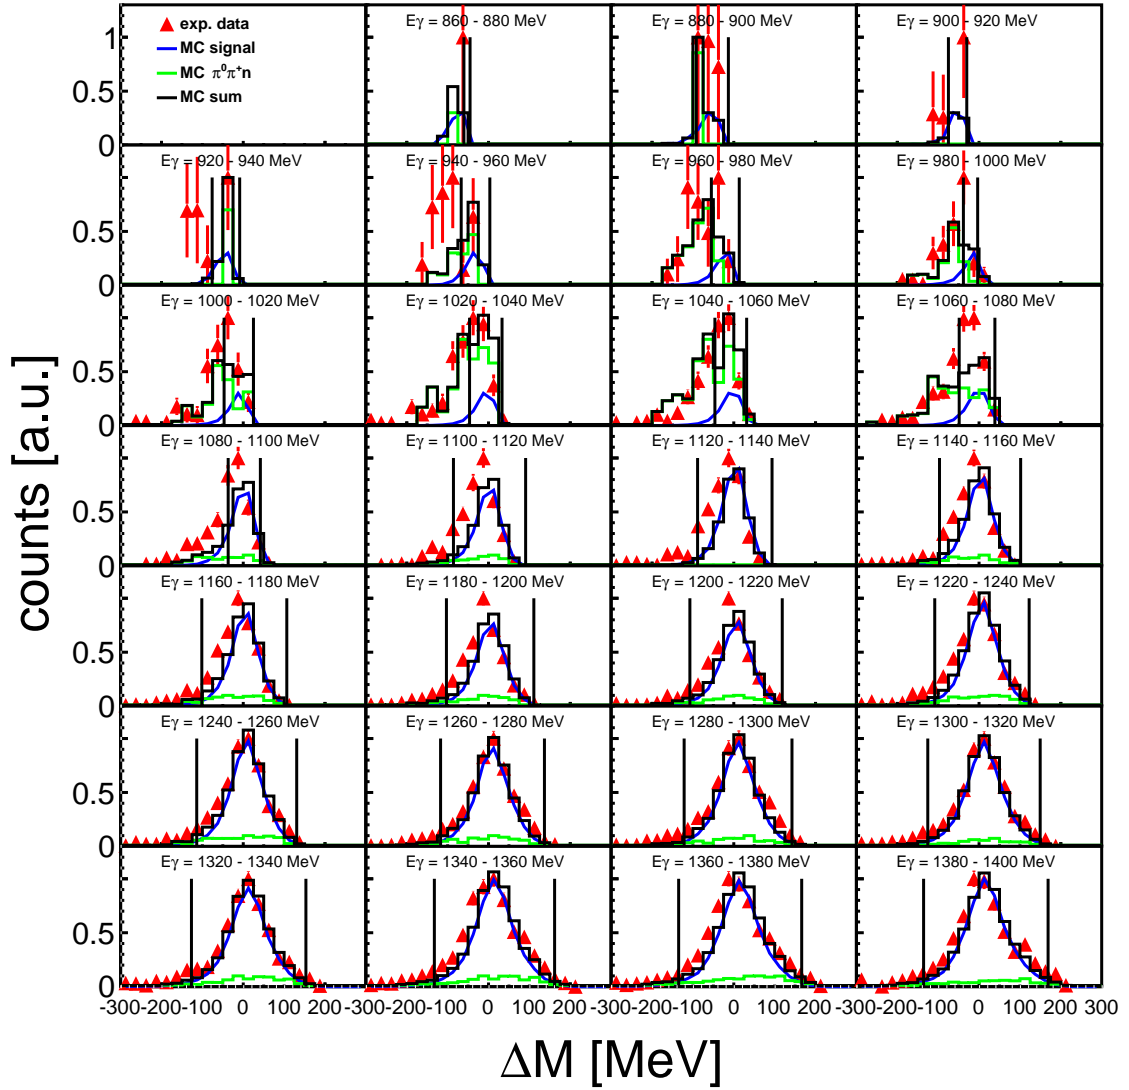 exp. data
MC signal
MC π⁰π⁺n
MC sum
Eγ = 860 - 880 MeV
Eγ = 880 - 900 MeV
Eγ = 900 - 920 MeV
1
0.5
0
Eγ = 920 - 940 MeV
Eγ = 940 - 960 MeV
Eγ = 960 - 980 MeV
Eγ = 980 - 1000 MeV
0.5
0
Eγ = 1000 - 1020 MeV
Eγ = 1020 - 1040 MeV
Eγ = 1040 - 1060 MeV
Eγ = 1060 - 1080 MeV
0.5
0
Eγ = 1080 - 1100 MeV
Eγ = 1100 - 1120 MeV
Eγ = 1120 - 1140 MeV
Eγ = 1140 - 1160 MeV
0.5
0
Eγ = 1160 - 1180 MeV
Eγ = 1180 - 1200 MeV
Eγ = 1200 - 1220 MeV
Eγ = 1220 - 1240 MeV
0.5
0
Eγ = 1240 - 1260 MeV
Eγ = 1260 - 1280 MeV
Eγ = 1280 - 1300 MeV
Eγ = 1300 - 1320 MeV
0.5
0
Eγ = 1320 - 1340 MeV
Eγ = 1340 - 1360 MeV
Eγ = 1360 - 1380 MeV
Eγ = 1380 - 1400 MeV
0.5
0
-300 -200 -100 0 100 200 -300 -200 -100 0 100 200 -300 -200 -100 0 100 200 -300 -200 -100 0 100 200 300
counts [a.u.]
ΔM [MeV]